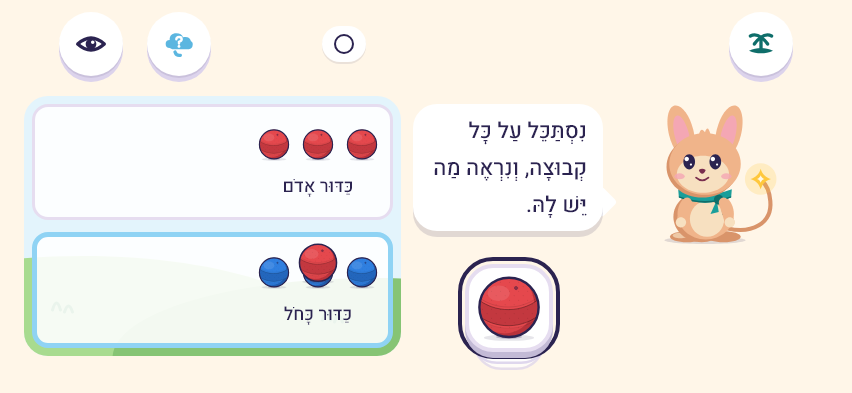 נִסְתַּכֵּל עַל כָּל
קְבוּצָה, וְנִרְאֶה מַה
יֵּשׁ לָהּ.
כַּדּוּר אָדֹם
כַּדּוּר כָּחֹל